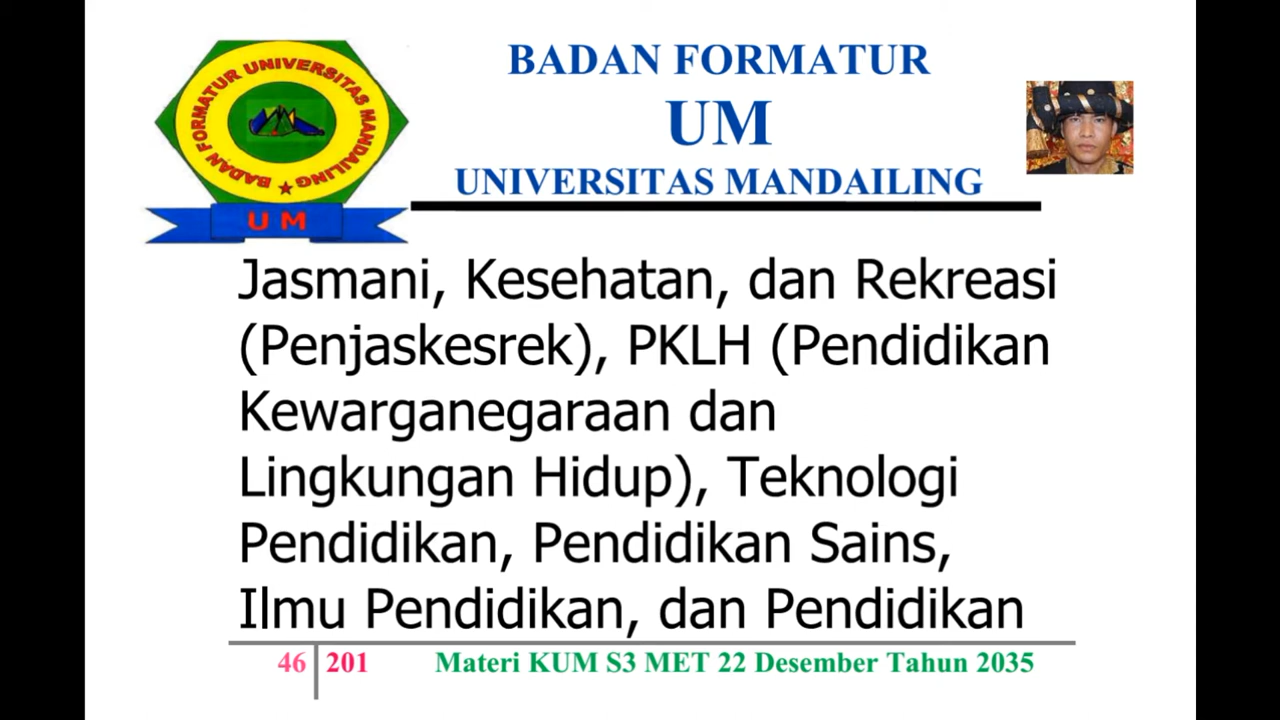 BADAN FORMATUR
UM
UNIVERSITAS MANDAILING
BADAN FORMATUR UNIVERSITAS MANDAILING
U M
Jasmani, Kesehatan, dan Rekreasi
(Penjaskesrek), PKLH (Pendidikan
Kewarganegaraan dan
Lingkungan Hidup), Teknologi
Pendidikan, Pendidikan Sains,
Ilmu Pendidikan, dan Pendidikan
46 201 Materi KUM S3 MET 22 Desember Tahun 2035